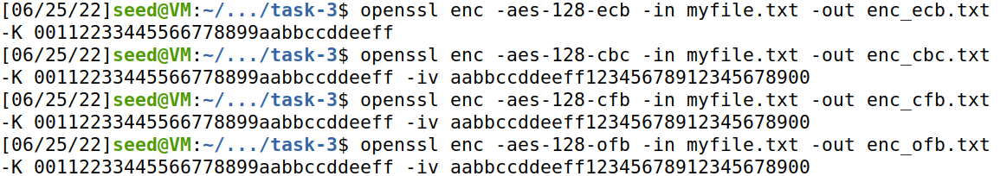 [06/25/22]seed@VM:~/.../task-3$ openssl enc -aes-128-ecb -in myfile.txt -out enc_ecb.txt
-K 00112233445566778899aabbccddeeff
[06/25/22]seed@VM:~/.../task-3$ openssl enc -aes-128-cbc -in myfile.txt -out enc_cbc.txt
-K 00112233445566778899aabbccddeeff -iv aabbccddeeff12345678912345678900
[06/25/22]seed@VM:~/.../task-3$ openssl enc -aes-128-cfb -in myfile.txt -out enc_cfb.txt
-K 00112233445566778899aabbccddeeff -iv aabbccddeeff12345678912345678900
[06/25/22]seed@VM:~/.../task-3$ openssl enc -aes-128-ofb -in myfile.txt -out enc_ofb.txt
-K 00112233445566778899aabbccddeeff -iv aabbccddeeff12345678912345678900